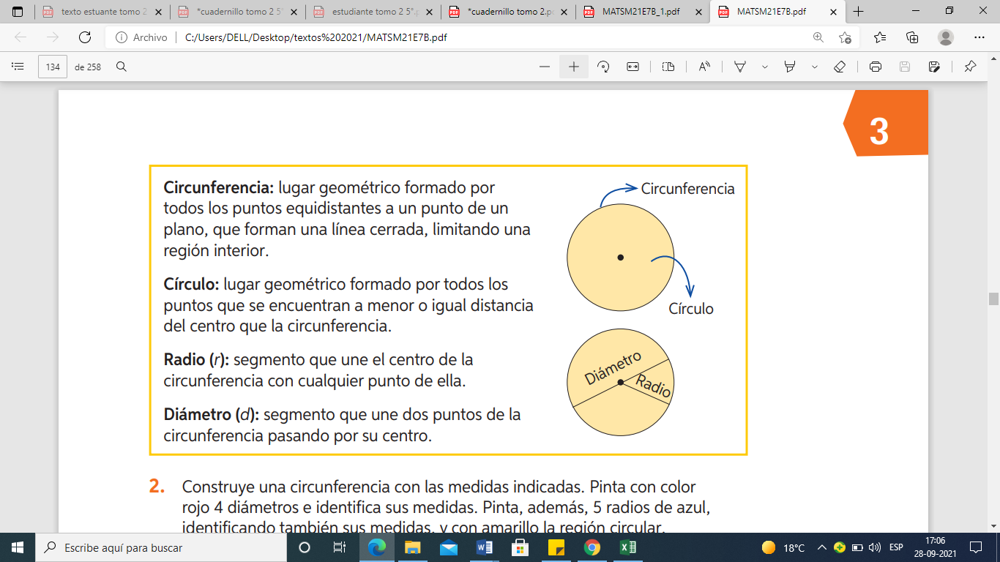 texto estuante tomo 2
*cuadernillo tomo 2 5°
estudiante tomo 2 5°.
*cuadernillo tomo 2.p
MATSM21E7B_1.pdf
MATSM21E7B.pdf
Archivo
C:/Users/DELL/Desktop/textos%202021/MATSM21E7B.pdf
134
de 258
3
Circunferencia: lugar geométrico formado por
todos los puntos equidistantes a un punto de un
plano, que forman una línea cerrada, limitando una
región interior.
Círculo: lugar geométrico formado por todos los
puntos que se encuentran a menor o igual distancia
del centro que la circunferencia.
Radio (r): segmento que une el centro de la
circunferencia con cualquier punto de ella.
Diámetro (d): segmento que une dos puntos de la
circunferencia pasando por su centro.
Circunferencia
Círculo
Diámetro
Radio
2. Construye una circunferencia con las medidas indicadas. Pinta con color
rojo 4 diámetros e identifica sus medidas. Pinta, además, 5 radios de azul,
identificando también sus medidas, y con amarillo la región circular.
Escribe aquí para buscar
18°C
ESP
17:06
28-09-2021